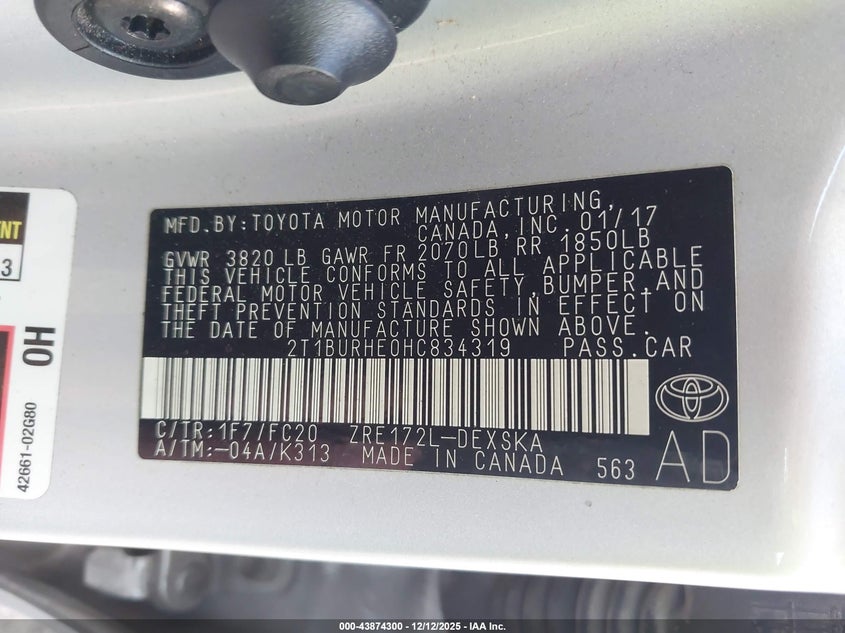 MFD.BY:TOYOTA MOTOR MANUFACTURING,
CANADA, INC. 01/17
GVWR 3820 LB GAWR FR 2070LB, RR 1850LB
THIS VEHICLE CONFORMS TO ALL APPLICABLE
FEDERAL MOTOR VEHICLE SAFETY, BUMPER, AND
THEFT PREVENTION STANDARDS IN EFFECT ON
THE DATE OF MANUFACTURE SHOWN ABOVE.
2T1BURHE0HC834319 PASS.CAR
C/TR:1F7/FC20 ZRE172L-DEXSKA
A/TM:-04A/K313 MADE IN CANADA 563
AD
NT
3
OH
42661-02G80
000-43874300 - 12/12/2025 - IAA Inc.